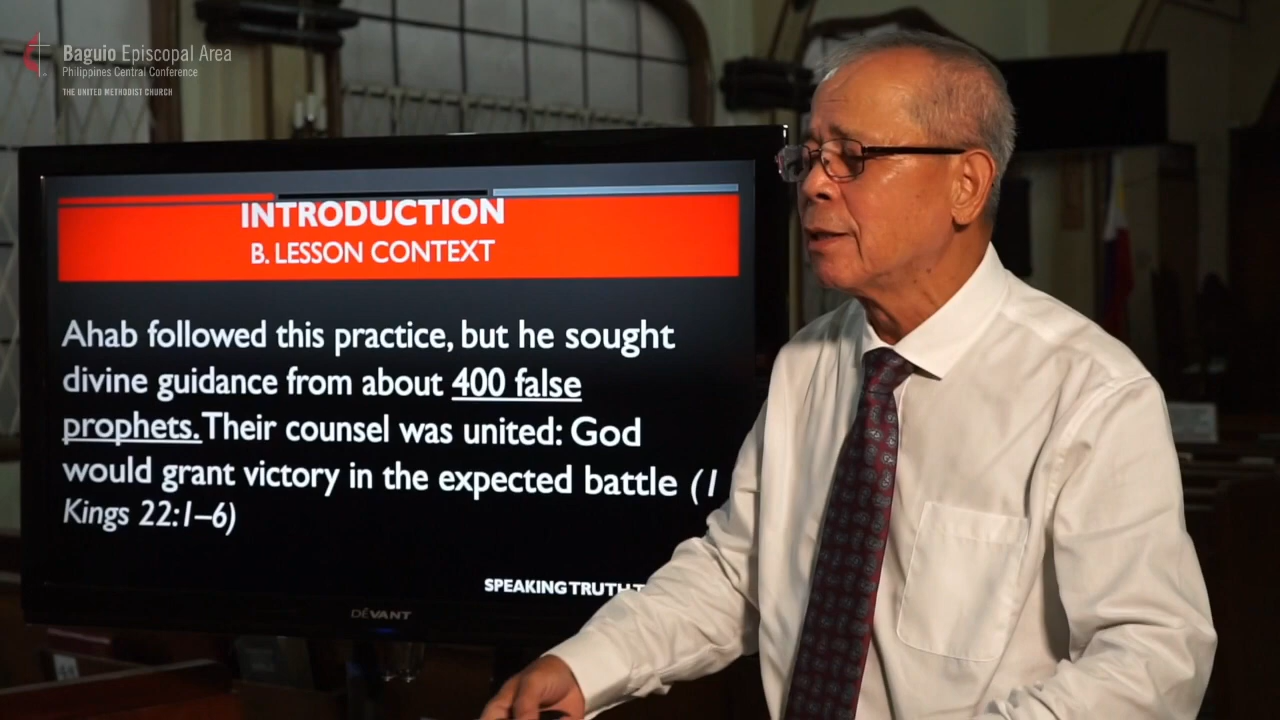 Baguio Episcopal Area
Philippines Central Conference
THE UNITED METHODIST CHURCH
INTRODUCTION
B. LESSON CONTEXT
Ahab followed this practice, but he sought
divine guidance from about 400 false
prophets. Their counsel was united: God
would grant victory in the expected battle (1
Kings 22:1–6)
SPEAKING TRUTH
DEVANT